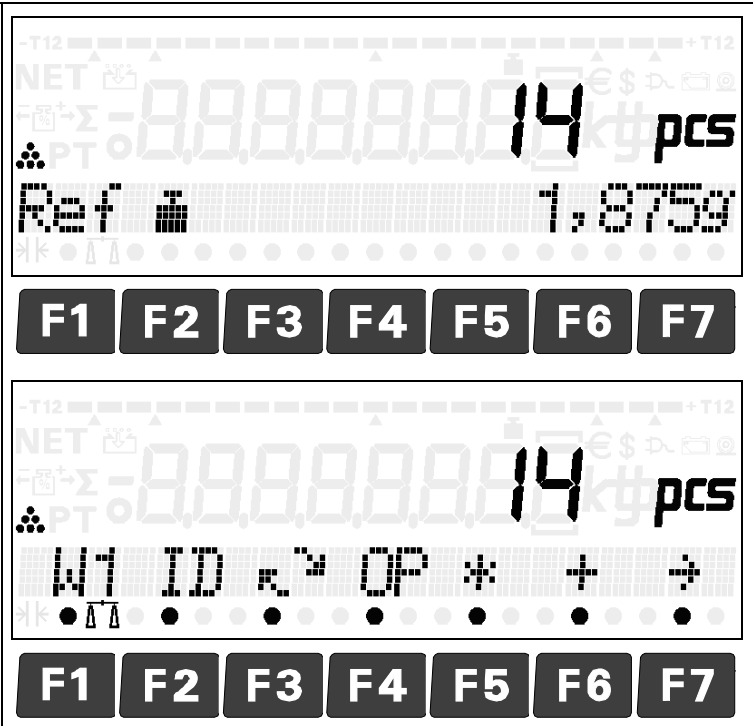 -T12 +T12
NET € $
14 pcs
Σ
PT
Ref 1,8759
F1 F2 F3 F4 F5 F6 F7
-T12 +T12
NET € $
14 pcs
Σ
PT
W1 ID OP * + →
F1 F2 F3 F4 F5 F6 F7